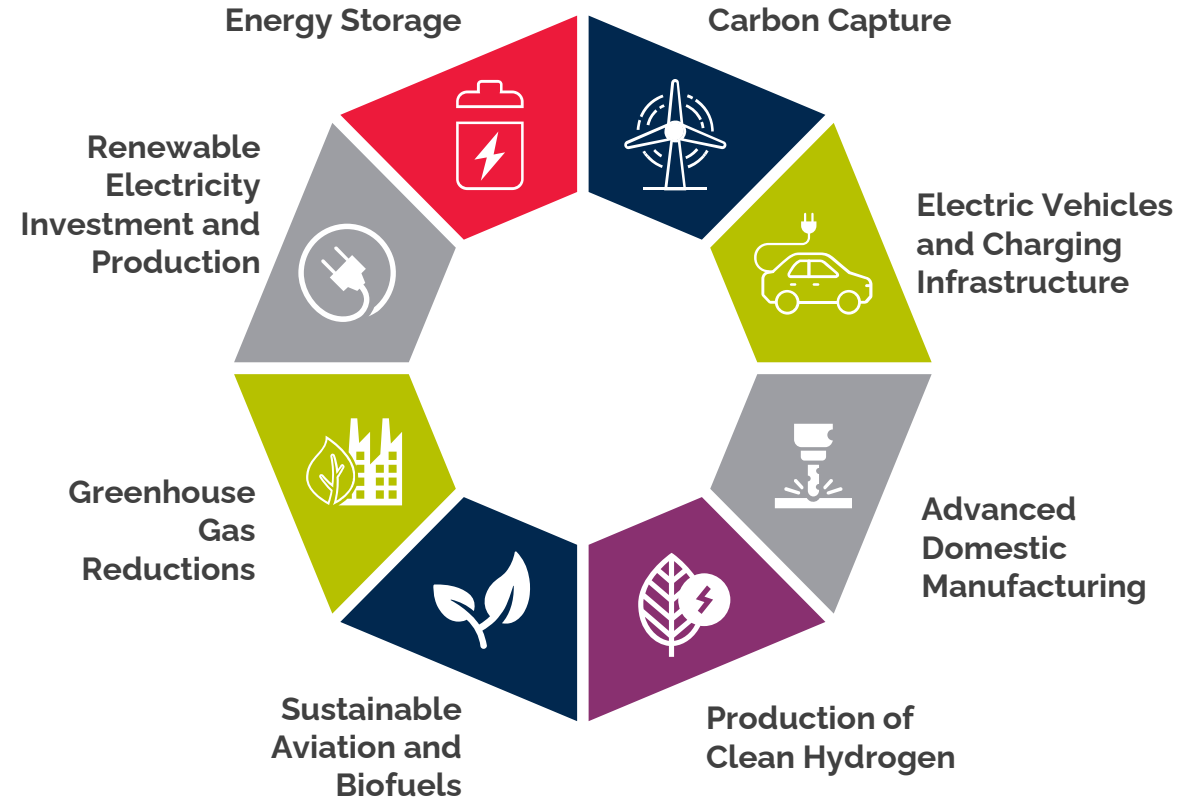 Energy Storage
Carbon Capture
Renewable
Electricity
Investment and
Production
Electric Vehicles
and Charging
Infrastructure
Greenhouse
Gas
Reductions
Advanced
Domestic
Manufacturing
Sustainable
Aviation and
Biofuels
Production of
Clean Hydrogen